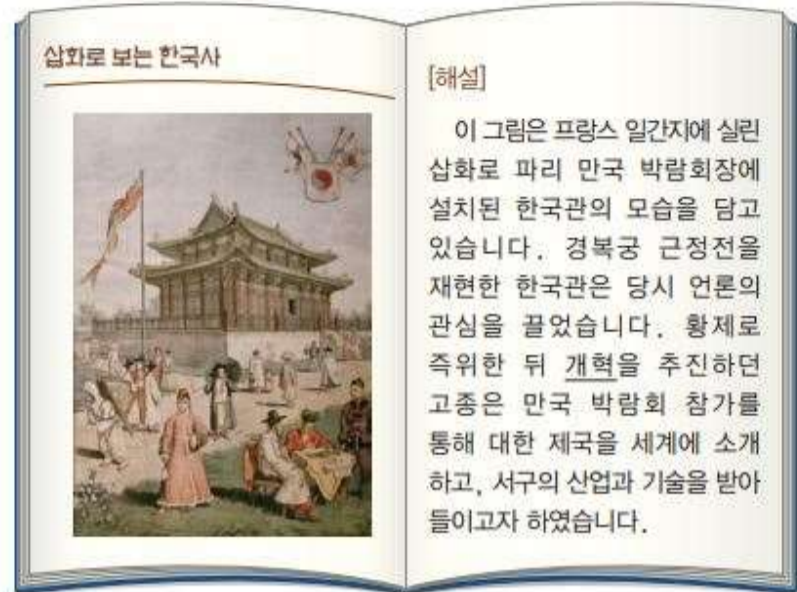 삽화로 보는 한국사
[해설]
이 그림은 프랑스 일간지에 실린
삽화로 파리 만국 박람회장에
설치된 한국관의 모습을 담고
있습니다. 경복궁 근정전을
재현한 한국관은 당시 언론의
관심을 끌었습니다. 황제로
즉위한 뒤 개혁을 추진하던
고종은 만국 박람회 참가를
통해 대한 제국을 세계에 소개
하고, 서구의 산업과 기술을 받아
들이고자 하였습니다.